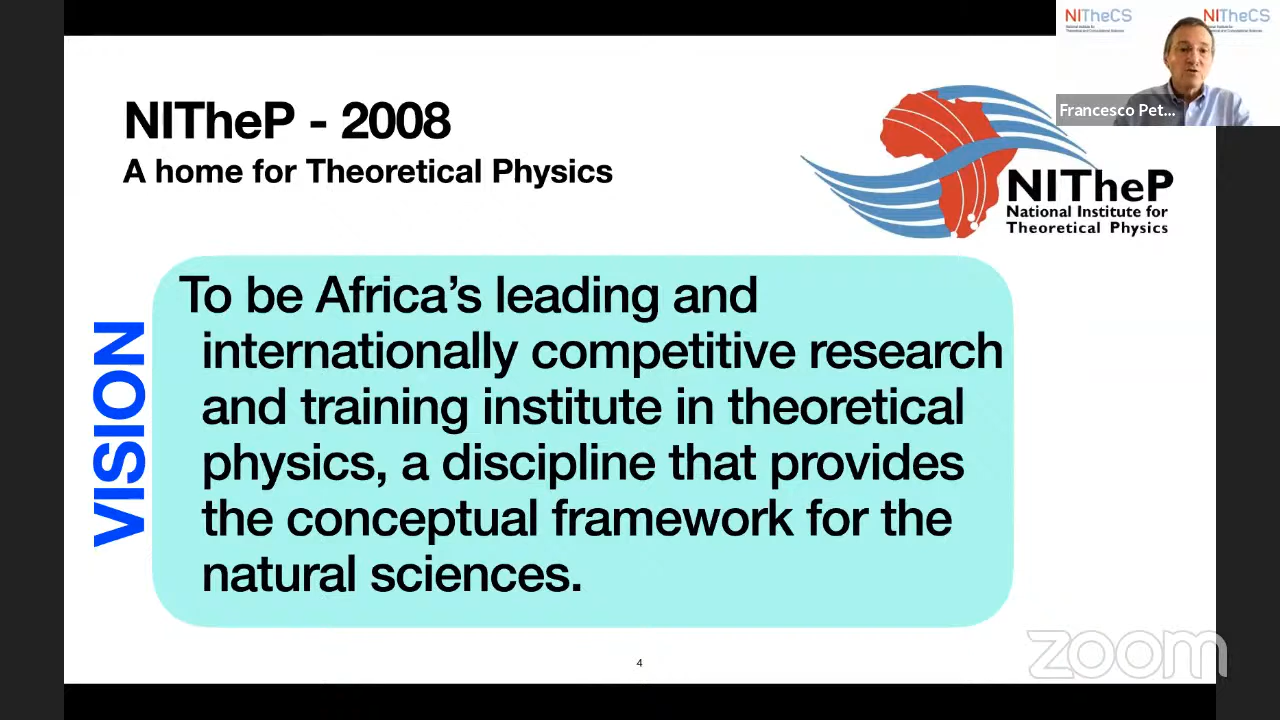 NITheP - 2008
A home for Theoretical Physics
NITheP
National Institute for
Theoretical Physics
NITheCS
NITheCS
Francesco Pet...
VISION
To be Africa's leading and
internationally competitive research
and training institute in theoretical
physics, a discipline that provides
the conceptual framework for the
natural sciences.
zoom
4